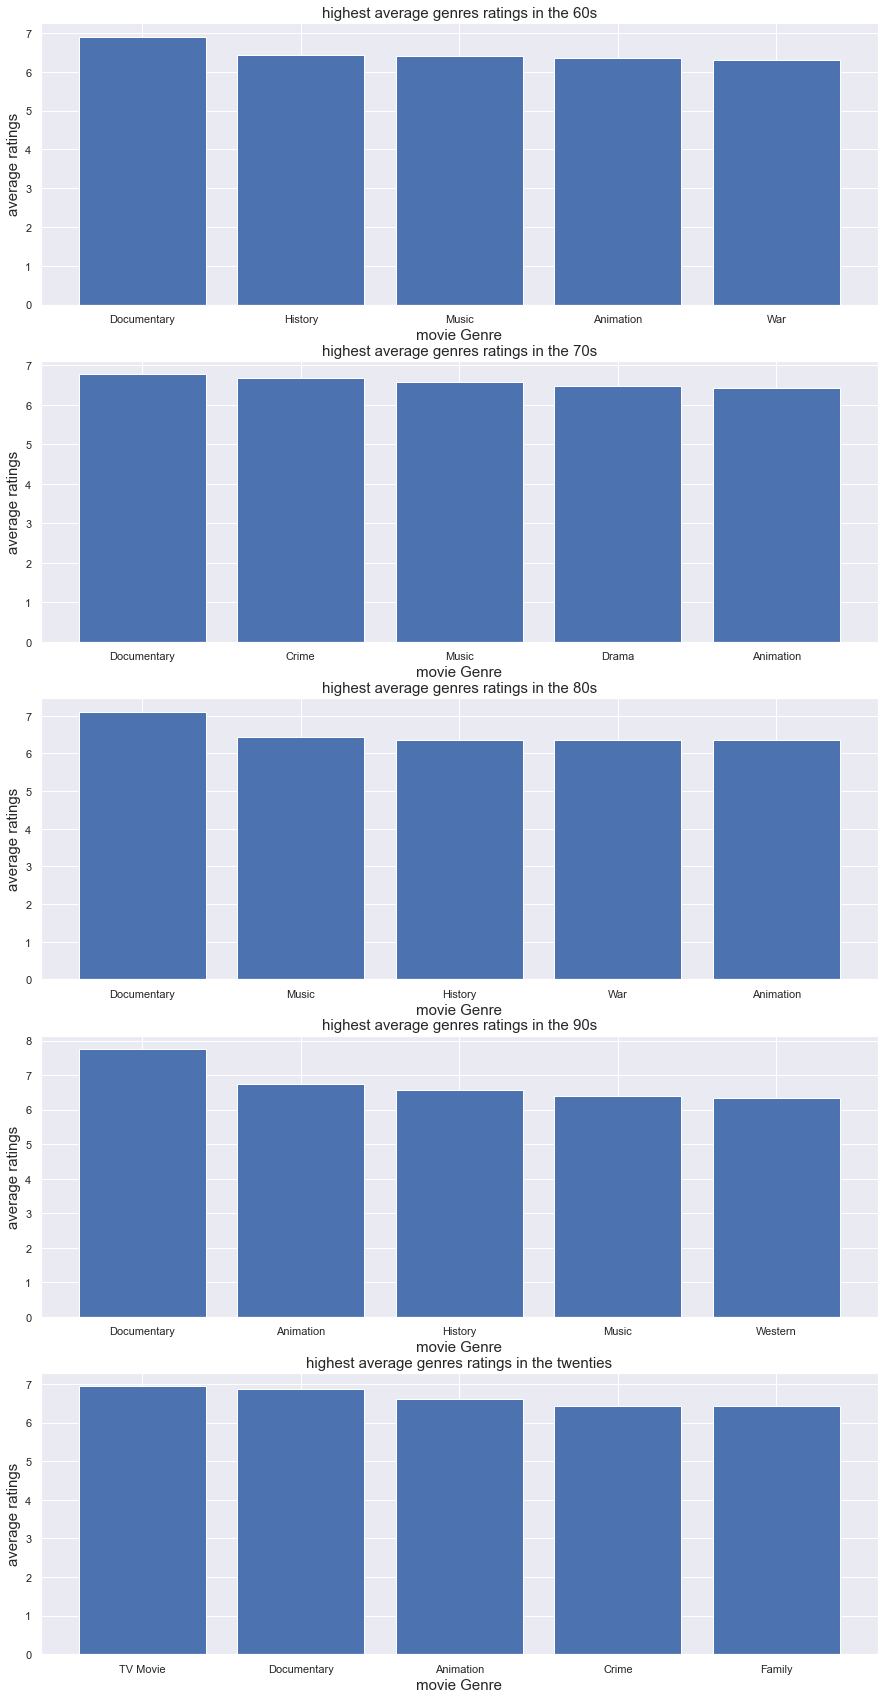 highest average genres ratings in the 60s
7
6
5
4
3
2
1
0
average ratings
Documentary History Music Animation War
movie Genre
highest average genres ratings in the 70s
7
6
5
4
3
2
1
0
average ratings
Documentary Crime Music Drama Animation
movie Genre
highest average genres ratings in the 80s
7
6
5
4
3
2
1
0
average ratings
Documentary Music History War Animation
movie Genre
highest average genres ratings in the 90s
8
7
6
5
4
3
2
1
0
average ratings
Documentary Animation History Music Western
movie Genre
highest average genres ratings in the twenties
7
6
5
4
3
2
1
0
average ratings
TV Movie Documentary Animation Crime Family
movie Genre